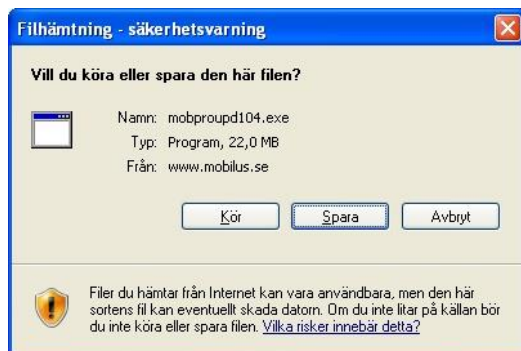 Filhämtning - säkerhetsvarning
Vill du köra eller spara den här filen?
Namn: mobproupd104.exe
Typ: Program, 22,0 MB
Från: www.mobilus.se
Kör Spara Avbryt
Filer du hämtar från Internet kan vara användbara, men den här
sortens fil kan eventuellt skada datorn. Om du inte litar på källan bör
du inte köra eller spara filen. Vilka risker innebär detta?